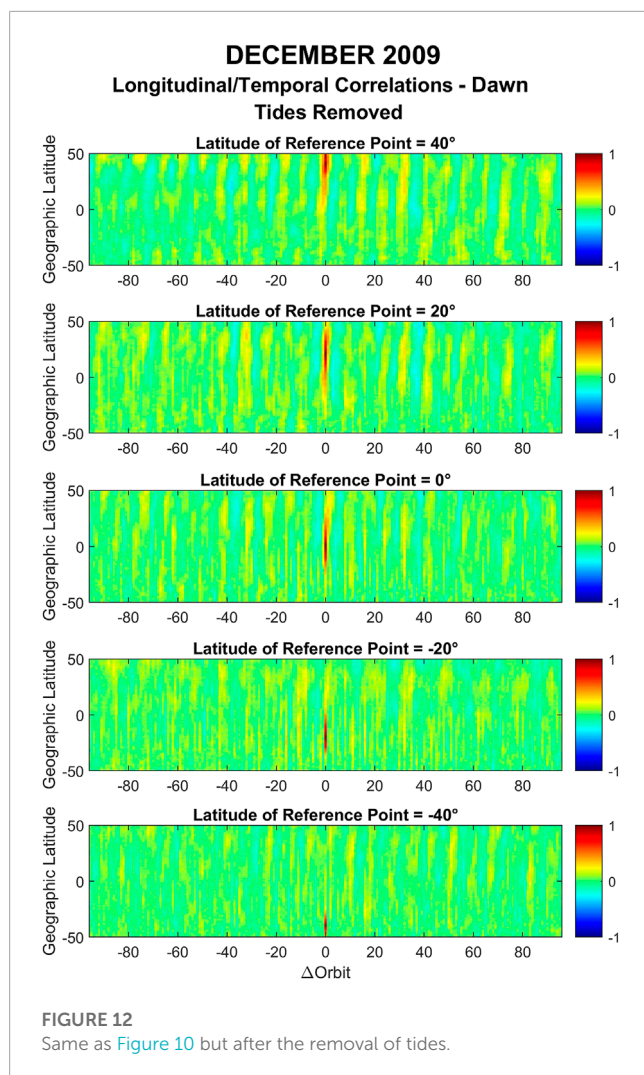 DECEMBER 2009
Longitudinal/Temporal Correlations - Dawn
Tides Removed
Latitude of Reference Point = 40°
Geographic Latitude
50
0
-50
-80 -60 -40 -20 0 20 40 60 80
1
0
-1
Latitude of Reference Point = 20°
Geographic Latitude
50
0
-50
-80 -60 -40 -20 0 20 40 60 80
1
0
-1
Latitude of Reference Point = 0°
Geographic Latitude
50
0
-50
-80 -60 -40 -20 0 20 40 60 80
1
0
-1
Latitude of Reference Point = -20°
Geographic Latitude
50
0
-50
-80 -60 -40 -20 0 20 40 60 80
1
0
-1
Latitude of Reference Point = -40°
Geographic Latitude
50
0
-50
-80 -60 -40 -20 0 20 40 60 80
1
0
-1
ΔOrbit
FIGURE 12
Same as Figure 10 but after the removal of tides.